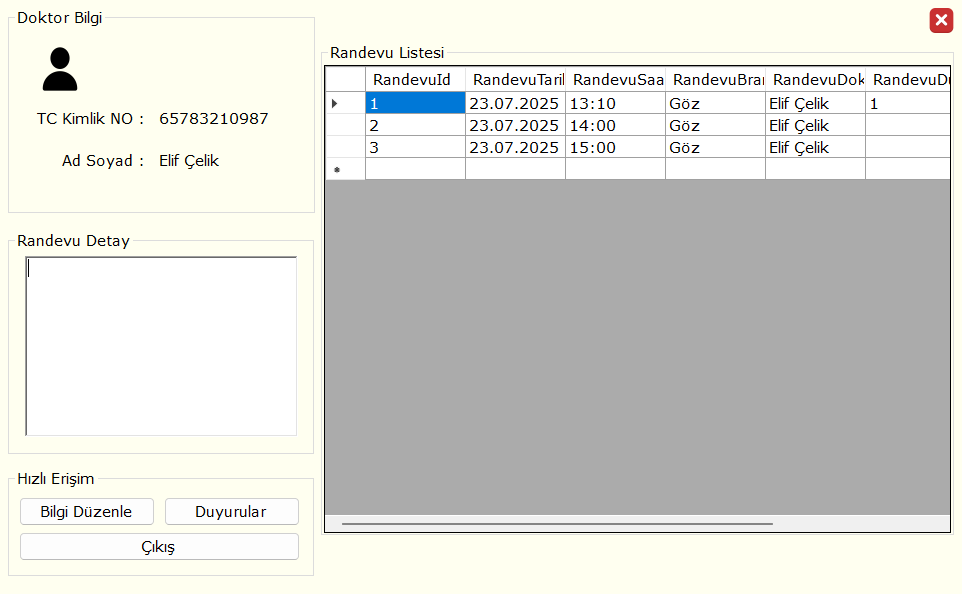 Doktor Bilgi
TC Kimlik NO : 65783210987
Ad Soyad : Elif Çelik
Randevu Detay
Hızlı Erişim
Bilgi Düzenle Duyurular
Çıkış
Randevu Listesi
RandevuId RandevuTaril RandevuSaa RandevuBran RandevuDok RandevuDu
1 23.07.2025 13:10 Göz Elif Çelik 1
2 23.07.2025 14:00 Göz Elif Çelik
3 23.07.2025 15:00 Göz Elif Çelik